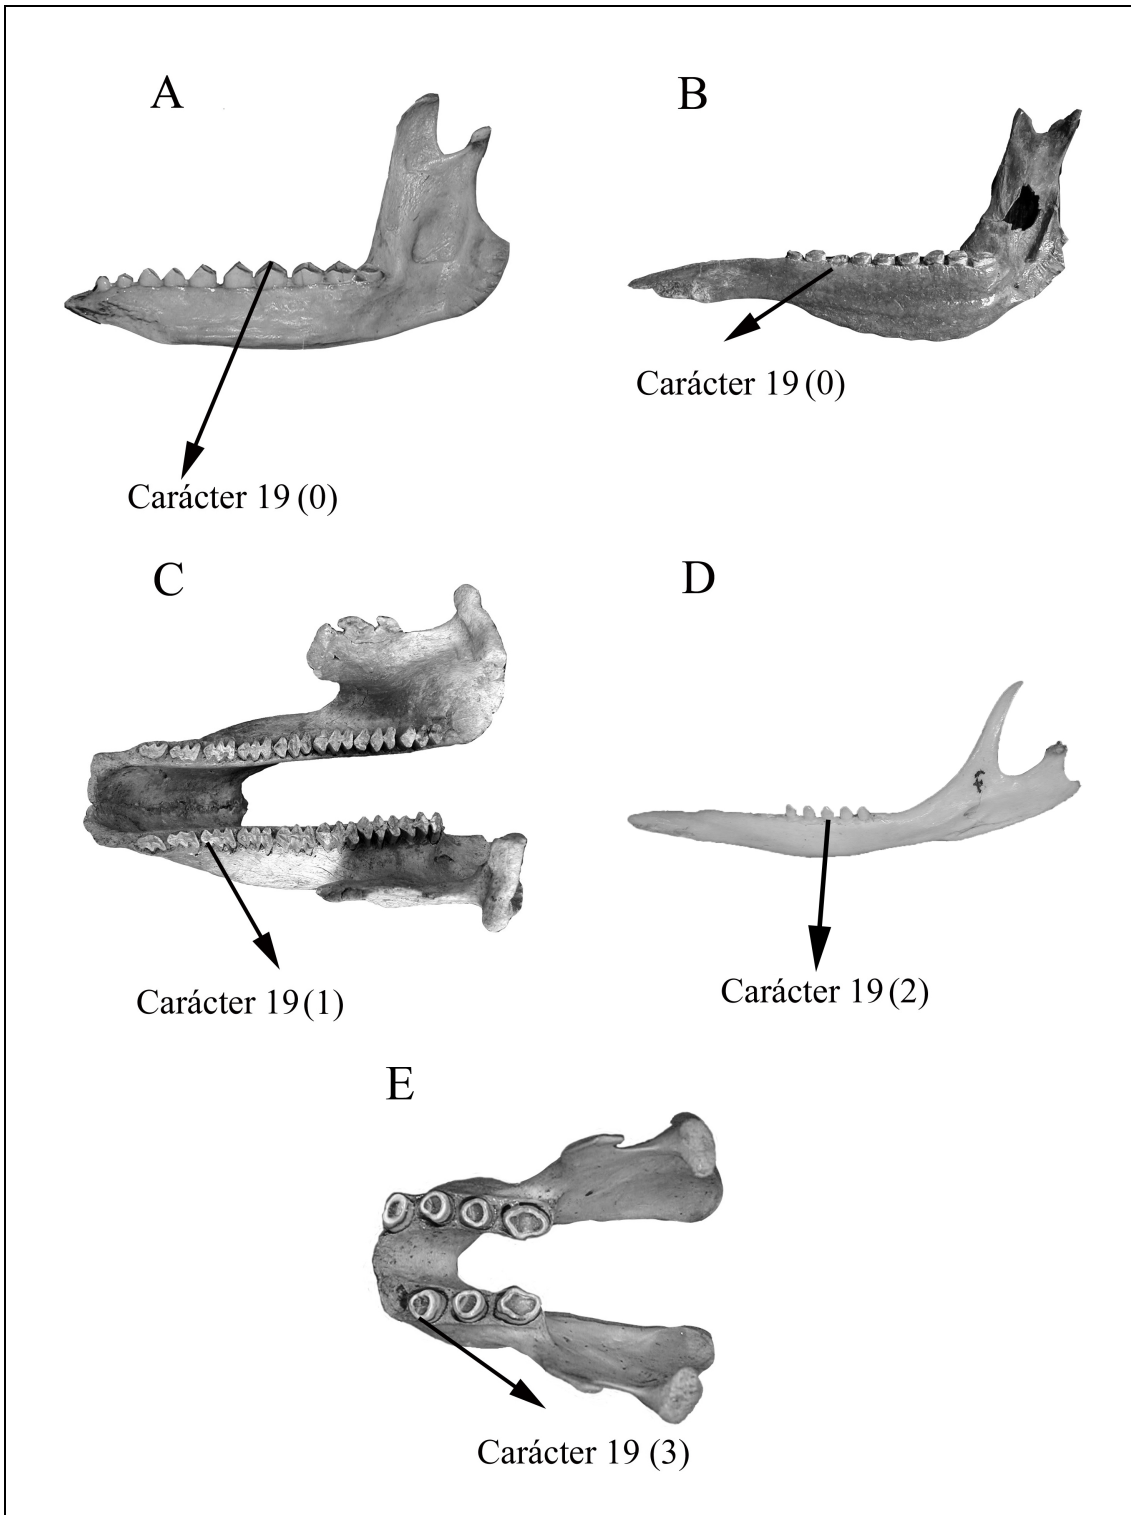 A
B
Carácter 19 (0)
Carácter 19 (0)
C
D
Carácter 19 (2)
Carácter 19 (1)
E
Carácter 19 (3)